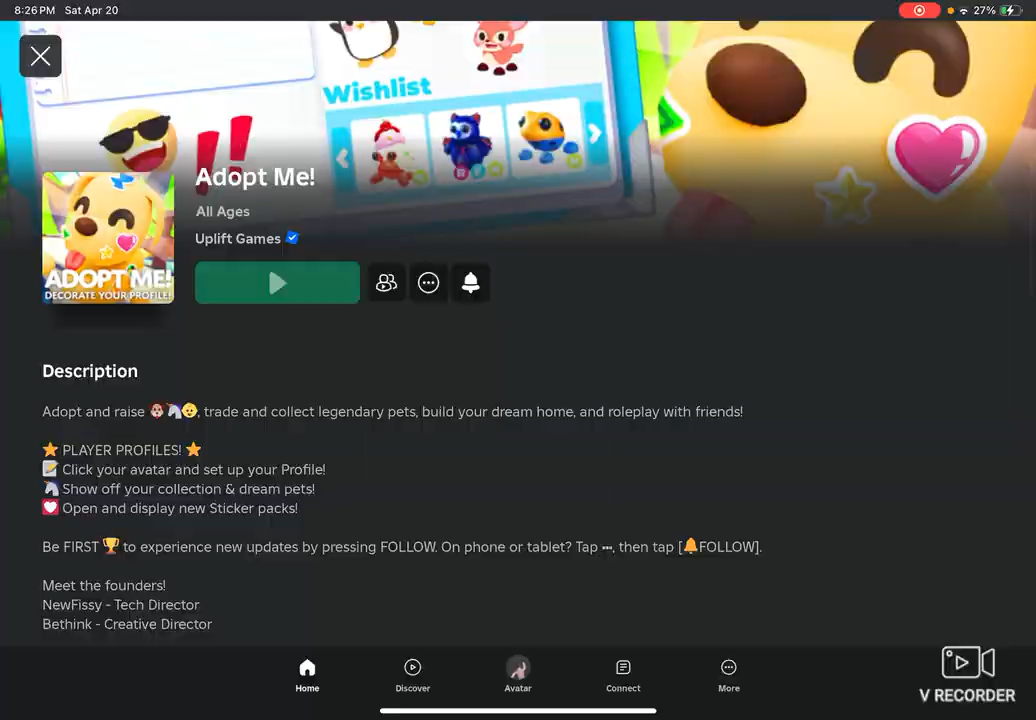 8:26 PM Sat Apr 20
27%
Wishlist
Adopt Me!
All Ages
Uplift Games
ADOPT ME!
DECORATE YOUR PROFILE!
Description
Adopt and raise 🐶🦄👶, trade and collect legendary pets, build your dream home, and roleplay with friends!
⭐ PLAYER PROFILES! ⭐
📝 Click your avatar and set up your Profile!
🦄 Show off your collection & dream pets!
💟 Open and display new Sticker packs!
Be FIRST 🏆 to experience new updates by pressing FOLLOW. On phone or tablet? Tap •••, then tap [🔔FOLLOW].
Meet the founders!
NewFissy - Tech Director
Bethink - Creative Director
Home
Discover
Avatar
Connect
More
V RECORDER